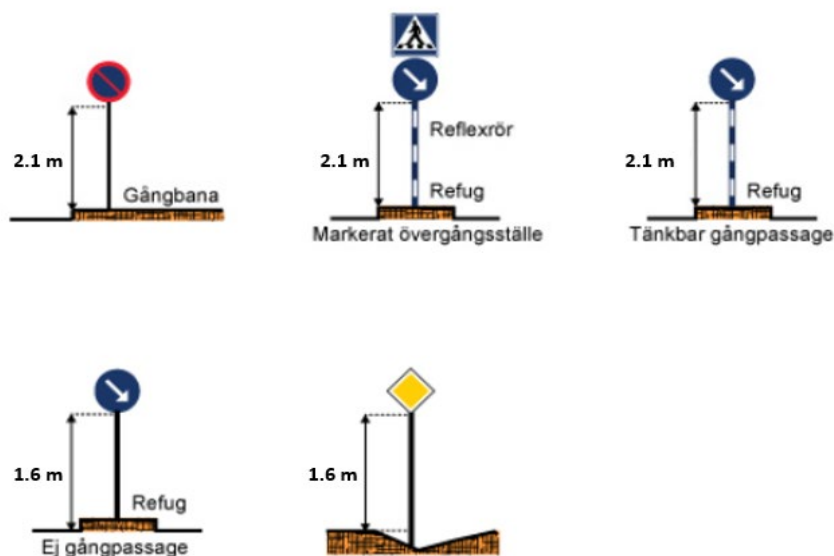 2.1 m
Gångbana
2.1 m
Reflexrör
Refug
Markerat övergångsställe
2.1 m
Refug
Tänkbar gångpassage
1.6 m
Refug
Ej gångpassage
1.6 m